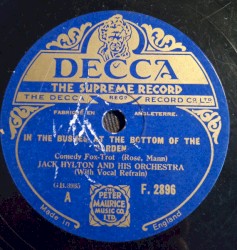 DECCA
THE SUPREME RECORD
THE DECCA REGD RECORD CO LTD
FABRIQUÉ EN ANGLETERRE.
IN THE AT THE BOTTOM OF THE
GARDEN
Comedy Fox-Trot (Rose, Mann)
JACK HYLTON AND HIS ORCHESTRA
(With Vocal Refrain)
A
F. 2896
PETER
MAURICE
MUSIC CO.
LTD
Made in England